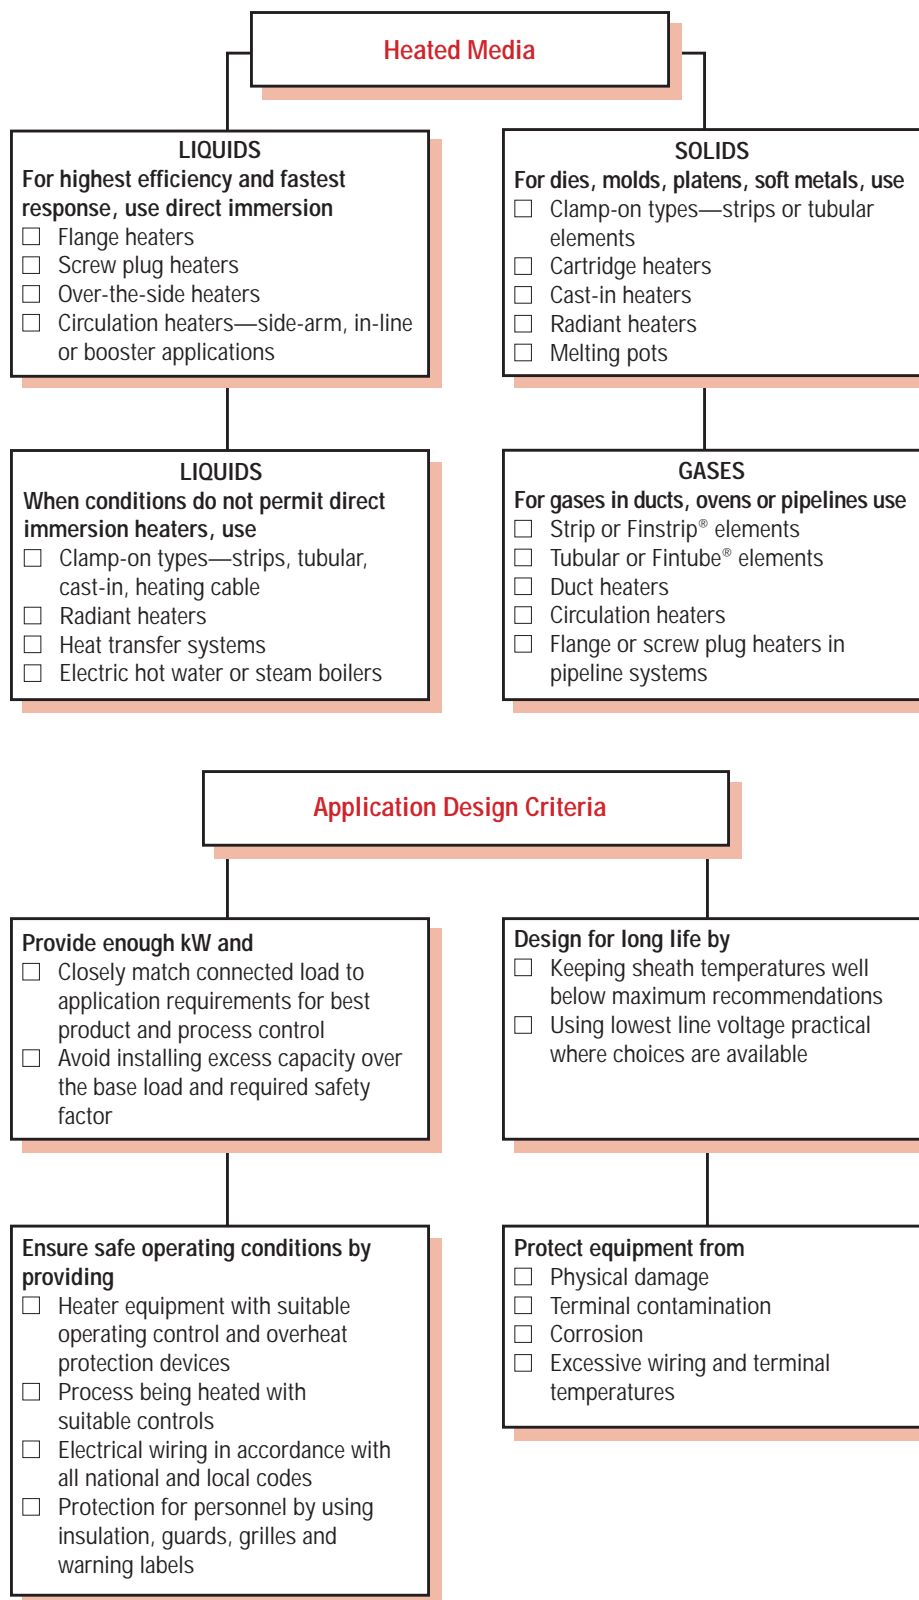 Heated Media
LIQUIDS
For highest efficiency and fastest
response, use direct immersion
☐ Flange heaters
☐ Screw plug heaters
☐ Over-the-side heaters
☐ Circulation heaters—side-arm, in-line
or booster applications
SOLIDS
For dies, molds, platens, soft metals, use
☐ Clamp-on types—strips or tubular
elements
☐ Cartridge heaters
☐ Cast-in heaters
☐ Radiant heaters
☐ Melting pots
LIQUIDS
When conditions do not permit direct
immersion heaters, use
☐ Clamp-on types—strips, tubular,
cast-in, heating cable
☐ Radiant heaters
☐ Heat transfer systems
☐ Electric hot water or steam boilers
GASES
For gases in ducts, ovens or pipelines use
☐ Strip or Finstrip® elements
☐ Tubular or Fintube® elements
☐ Duct heaters
☐ Circulation heaters
☐ Flange or screw plug heaters in
pipeline systems
Application Design Criteria
Provide enough kW and
☐ Closely match connected load to
application requirements for best
product and process control
☐ Avoid installing excess capacity over
the base load and required safety
factor
Design for long life by
☐ Keeping sheath temperatures well
below maximum recommendations
☐ Using lowest line voltage practical
where choices are available
Ensure safe operating conditions by
providing
☐ Heater equipment with suitable
operating control and overheat
protection devices
☐ Process being heated with
suitable controls
☐ Electrical wiring in accordance with
all national and local codes
☐ Protection for personnel by using
insulation, guards, grilles and
warning labels
Protect equipment from
☐ Physical damage
☐ Terminal contamination
☐ Corrosion
☐ Excessive wiring and terminal
temperatures